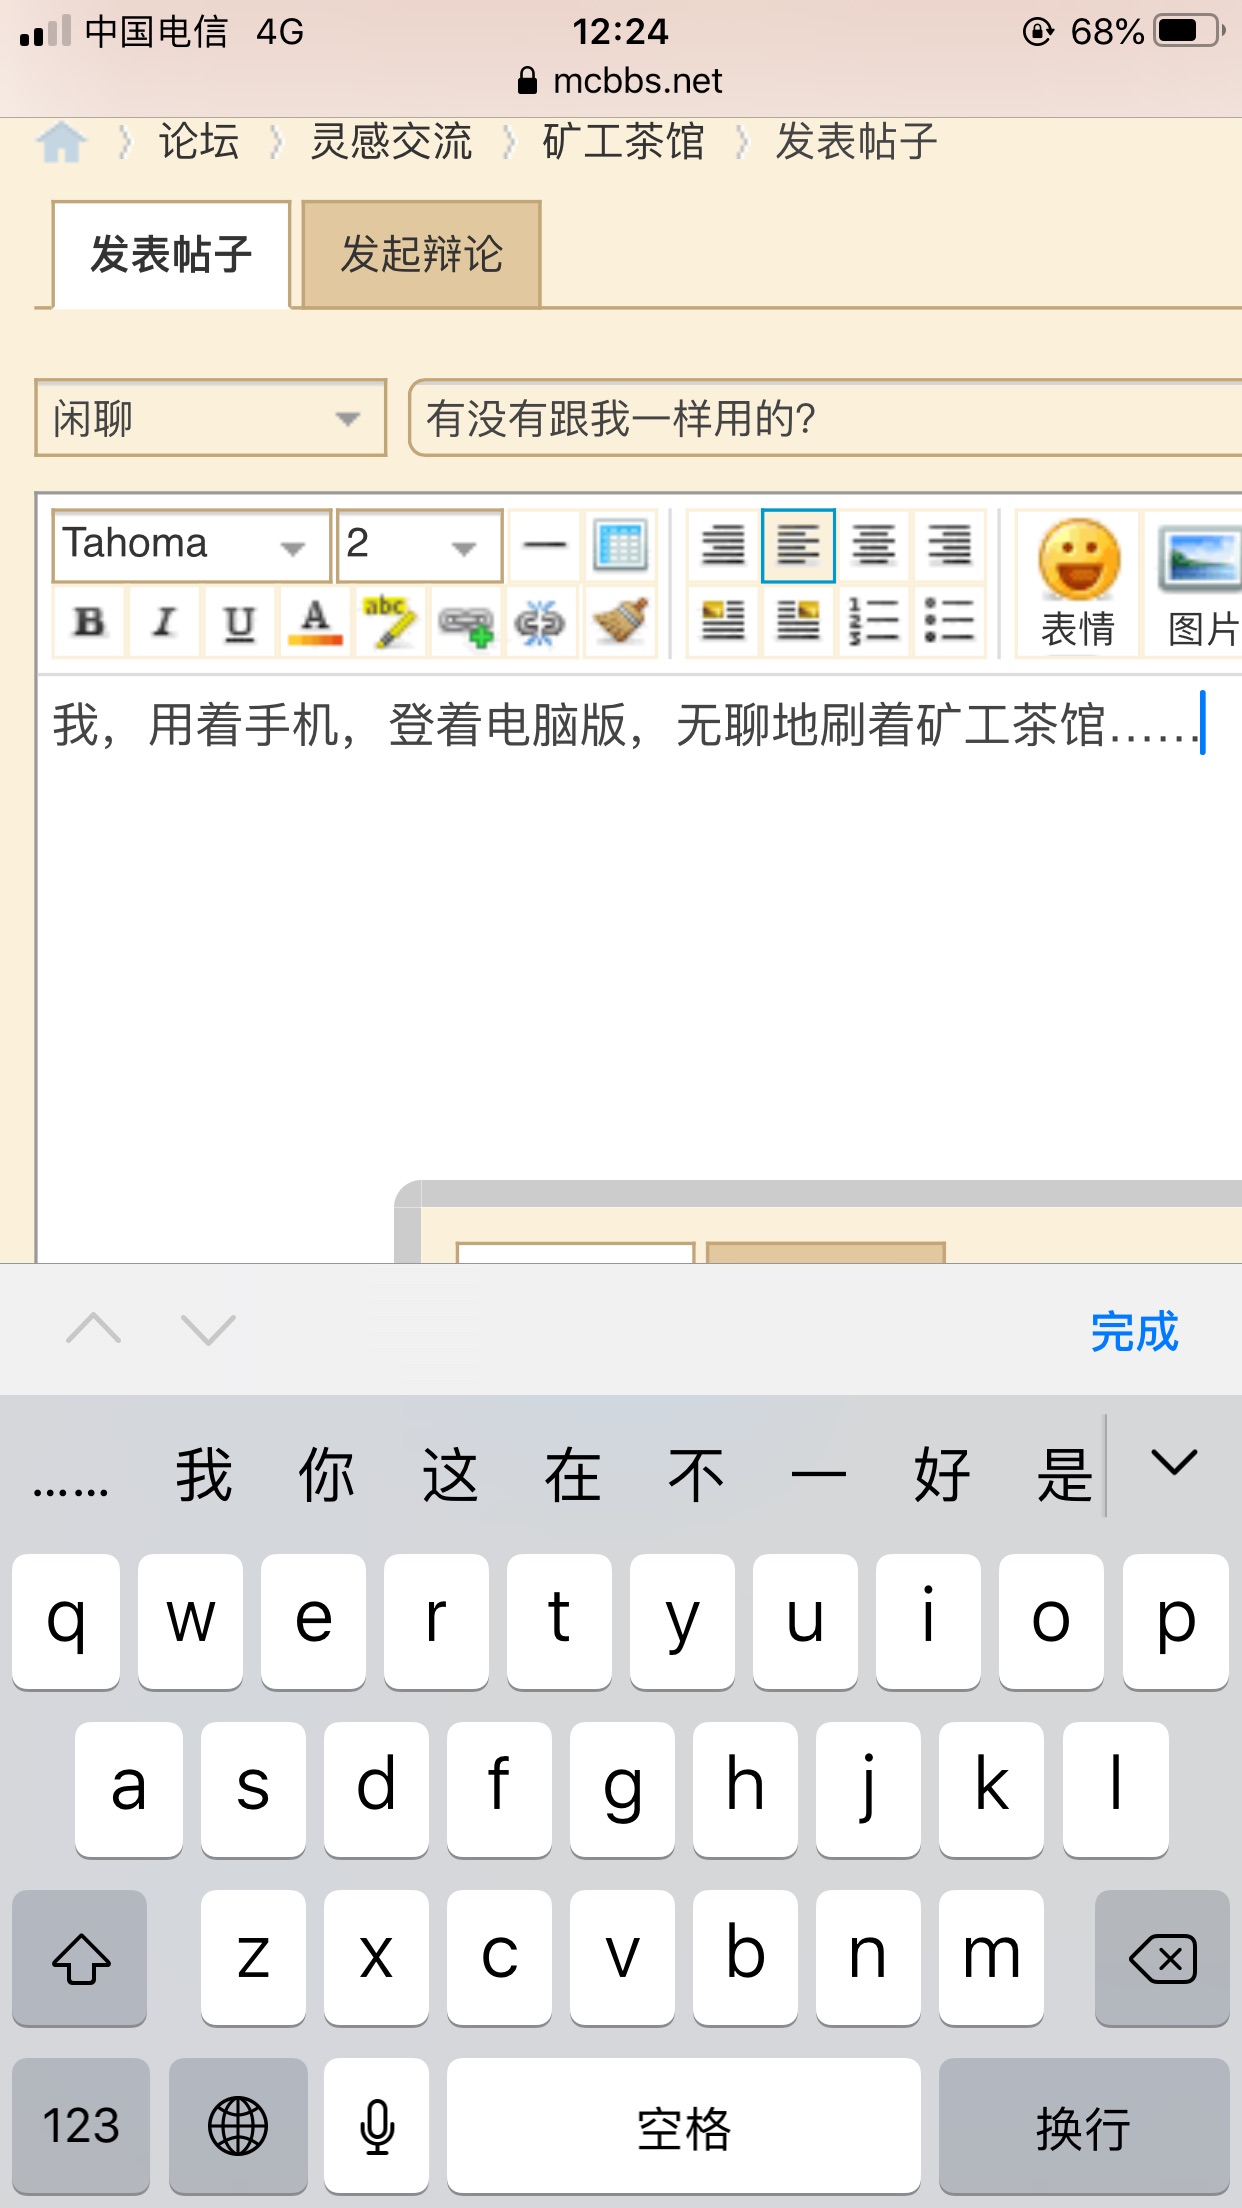 中国电信 4G 12:24 68%
mcbbs.net
论坛 》 灵感交流 》 矿工茶馆 》 发表帖子
发表帖子 发起辩论
闲聊 有没有跟我一样用的?
Tahoma 2
B I U A abc
表情 图片
我，用着手机，登着电脑版，无聊地刷着矿工茶馆……
完成
…… 我 你 这 在 不 一 好 是
q w e r t y u i o p
a s d f g h j k l
z x c v b n m
123 空格 换行